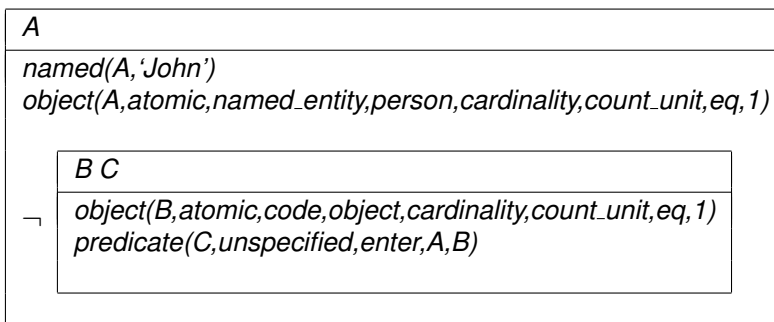 A
named(A,‘John’)
object(A,atomic,named_entity,person,cardinality,count_unit,eq,1)
B C
¬ object(B,atomic,code,object,cardinality,count_unit,eq,1)
predicate(C,unspecified,enter,A,B)